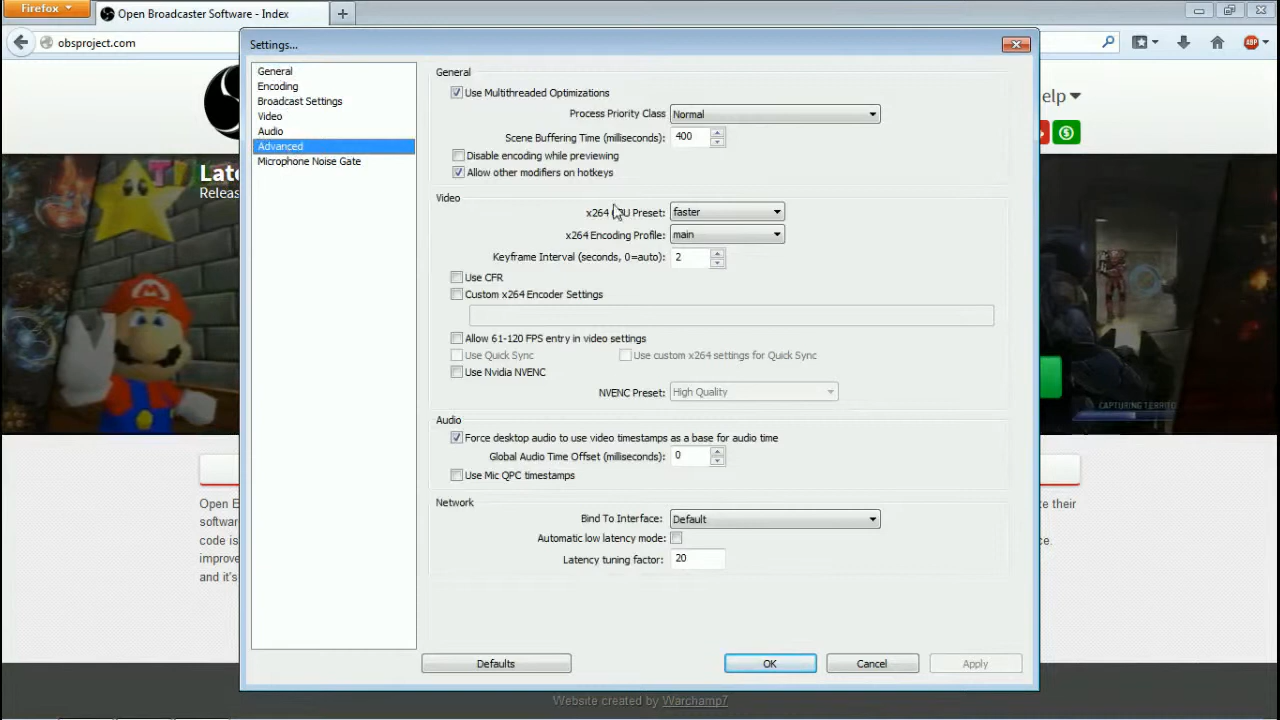 Firefox
Open Broadcaster Software - Index
obsproject.com
ABP
Settings...
General
Encoding
Broadcast Settings
Video
Audio
Advanced
Microphone Noise Gate
General
Use Multithreaded Optimizations
Process Priority Class Normal
Scene Buffering Time (milliseconds): 400
Disable encoding while previewing
Allow other modifiers on hotkeys
Video
x264 CPU Preset: faster
x264 Encoding Profile: main
Keyframe Interval (seconds, 0=auto): 2
Use CFR
Custom x264 Encoder Settings
Allow 61-120 FPS entry in video settings
Use Quick Sync Use custom x264 settings for Quick Sync
Use Nvidia NVENC
NVENC Preset: High Quality
Audio
Force desktop audio to use video timestamps as a base for audio time
Global Audio Time Offset (milliseconds): 0
Use Mic QPC timestamps
Network
Bind To Interface: Default
Automatic low latency mode:
Latency tuning factor: 20
Defaults OK Cancel Apply
elp
Late
Releas
CAPTURING TERRITO
Open B
softwar
code is
improve
and it's
te their
ce.
Website created by Warchamp7